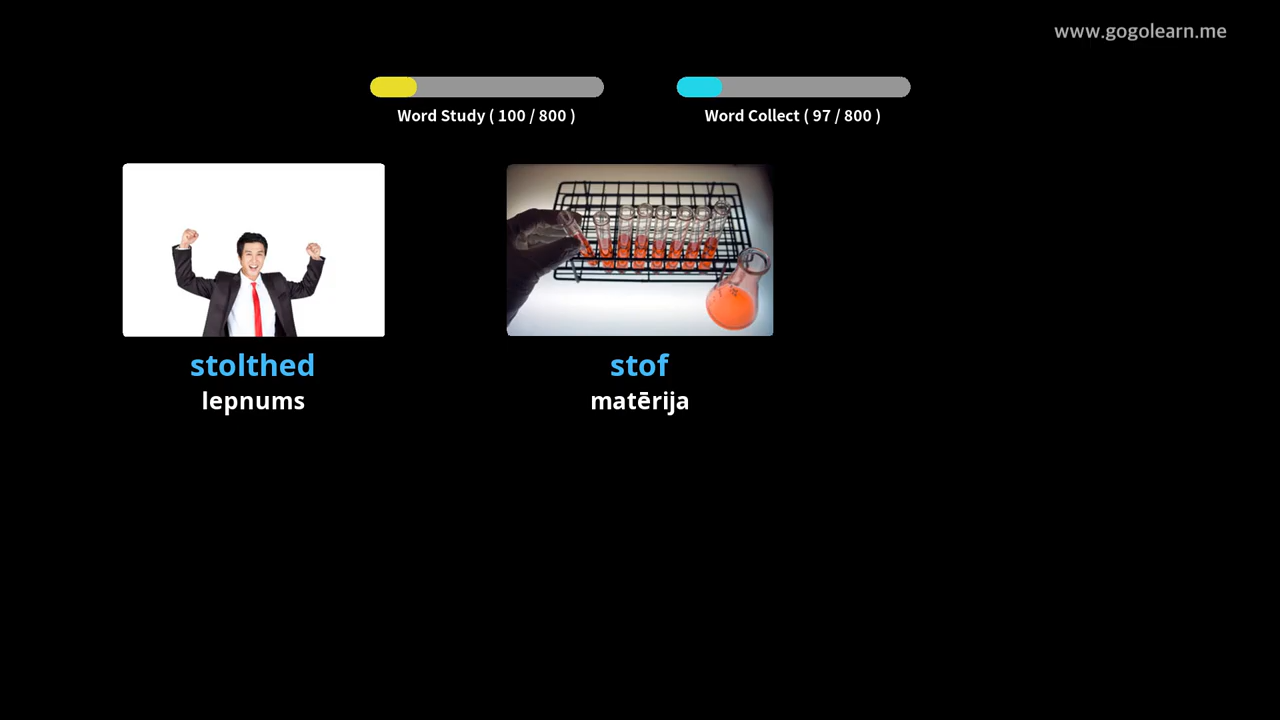 www.gogolearn.me
Word Study ( 100 / 800 )
Word Collect ( 97 / 800 )
stolthed
lepnums
stof
matērija